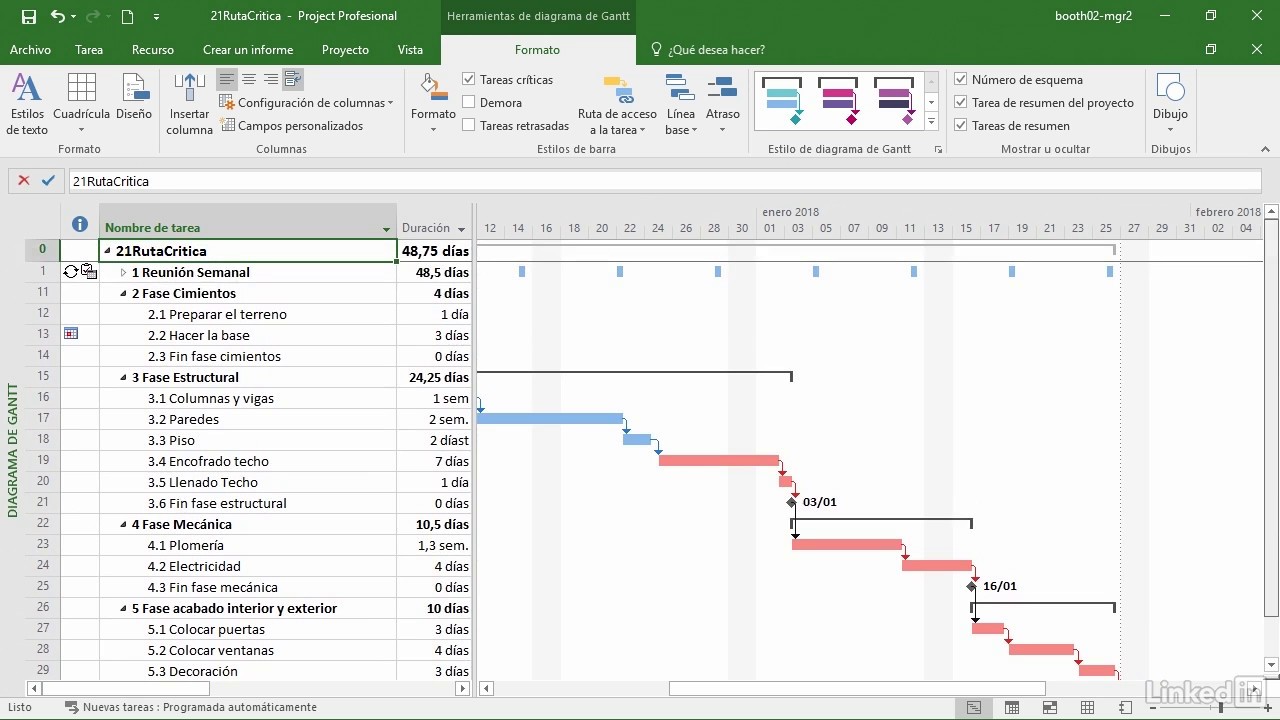 21RutaCritica - Project Profesional
Herramientas de diagrama de Gantt
booth02-mgr2
Archivo Tarea Recurso Crear un informe Proyecto Vista Formato ¿Qué desea hacer?
Estilos de texto
Cuadrícula
Diseño
Formato
Insertar columna
Configuración de columnas
Campos personalizados
Columnas
Formato
Tareas críticas
Demora
Tareas retrasadas
Ruta de acceso a la tarea
Línea base
Atraso
Estilos de barra
Estilo de diagrama de Gantt
Número de esquema
Tarea de resumen del proyecto
Tareas de resumen
Mostrar u ocultar
Dibujo
Dibujos
21RutaCritica
enero 2018 febrero 2018
Nombre de tarea Duración 12 14 16 18 20 22 24 26 28 30 01 03 05 07 09 11 13 15 17 19 21 23 25 27 29 31 02 04
DIAGRAMA DE GANTT
0 21RutaCritica 48,75 días
1 1 Reunión Semanal 48,5 días
11 2 Fase Cimientos 4 días
12 2.1 Preparar el terreno 1 día
13 2.2 Hacer la base 3 días
14 2.3 Fin fase cimientos 0 días
15 3 Fase Estructural 24,25 días
16 3.1 Columnas y vigas 1 sem
17 3.2 Paredes 2 sem.
18 3.3 Piso 2 díast
19 3.4 Encofrado techo 7 días
20 3.5 Llenado Techo 1 día
21 3.6 Fin fase estructural 0 días 03/01
22 4 Fase Mecánica 10,5 días
23 4.1 Plomería 1,3 sem.
24 4.2 Electricidad 4 días
25 4.3 Fin fase mecánica 0 días 16/01
26 5 Fase acabado interior y exterior 10 días
27 5.1 Colocar puertas 3 días
28 5.2 Colocar ventanas 4 días
29 5.3 Decoración 3 días
Listo Nuevas tareas : Programada automáticamente
Linked in